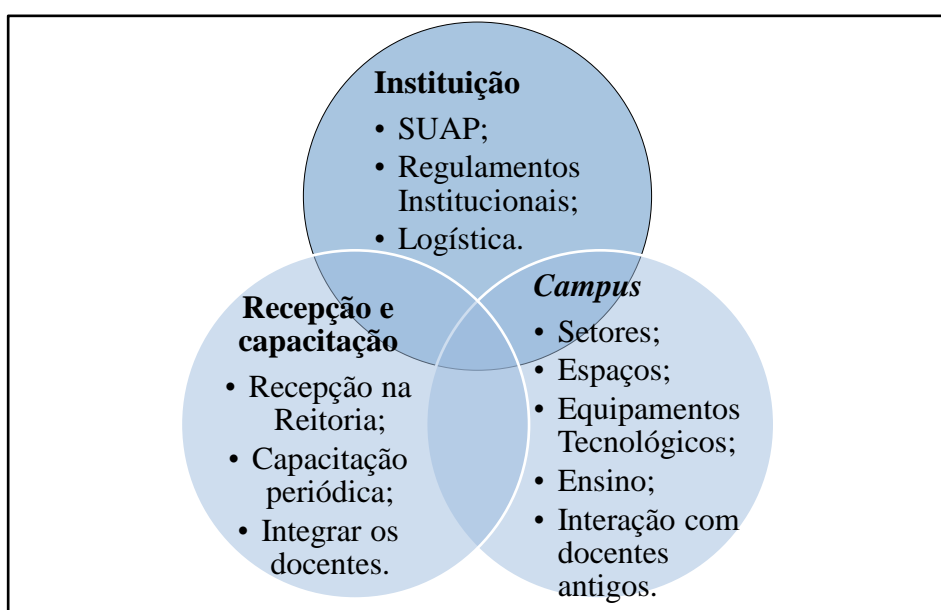 Instituição
• SUAP;
• Regulamentos
Institucionais;
• Logística.
Recepção e
capacitação
• Recepção na
Reitoria;
• Capacitação
periódica;
• Integrar os
docentes.
Campus
• Setores;
• Espaços;
• Equipamentos
Tecnológicos;
• Ensino;
• Interação com
docentes
antigos.